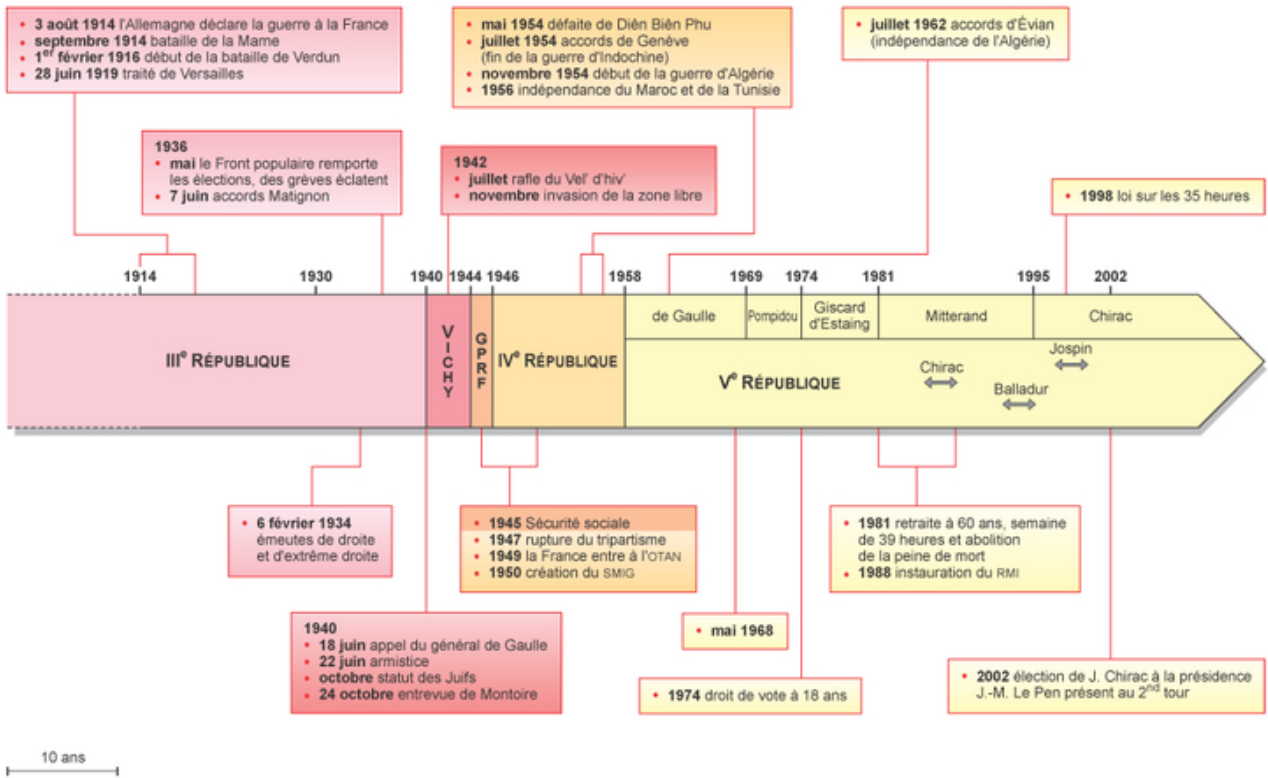 • 3 août 1914 l'Allemagne déclare la guerre à la France
• septembre 1914 bataille de la Marne
• 1er février 1916 début de la bataille de Verdun
• 28 juin 1919 traité de Versailles
• mai 1954 défaite de Diên Biên Phu
• juillet 1954 accords de Genève
(fin de la guerre d'Indochine)
• novembre 1954 début de la guerre d'Algérie
• 1956 indépendance du Maroc et de la Tunisie
• juillet 1962 accords d'Évian
(indépendance de l'Algérie)
1936
• mai le Front populaire remporte
les élections, des grèves éclatent
• 7 juin accords Matignon
1942
• juillet rafle du Vel' d'hiv'
• novembre invasion de la zone libre
• 1998 loi sur les 35 heures
1914 1930 1940 1944 1946 1958 1969 1974 1981 1995 2002
de Gaulle
Pompidou
Giscard
d'Estaing
Mitterand
Chirac
IIIe RÉPUBLIQUE
VICHY
GPRF
IVe RÉPUBLIQUE
Ve RÉPUBLIQUE
Chirac
Balladur
Jospin
• 6 février 1934
émeutes de droite
et d'extrême droite
• 1945 Sécurité sociale
• 1947 rupture du tripartisme
• 1949 la France entre à l'OTAN
• 1950 création du SMIG
• 1981 retraite à 60 ans, semaine
de 39 heures et abolition
de la peine de mort
• 1988 instauration du RMI
1940
• 18 juin appel du général de Gaulle
• 22 juin armistice
• octobre statut des Juifs
• 24 octobre entrevue de Montoire
• mai 1968
• 1974 droit de vote à 18 ans
• 2002 élection de J. Chirac à la présidence
J.-M. Le Pen présent au 2nd tour
10 ans